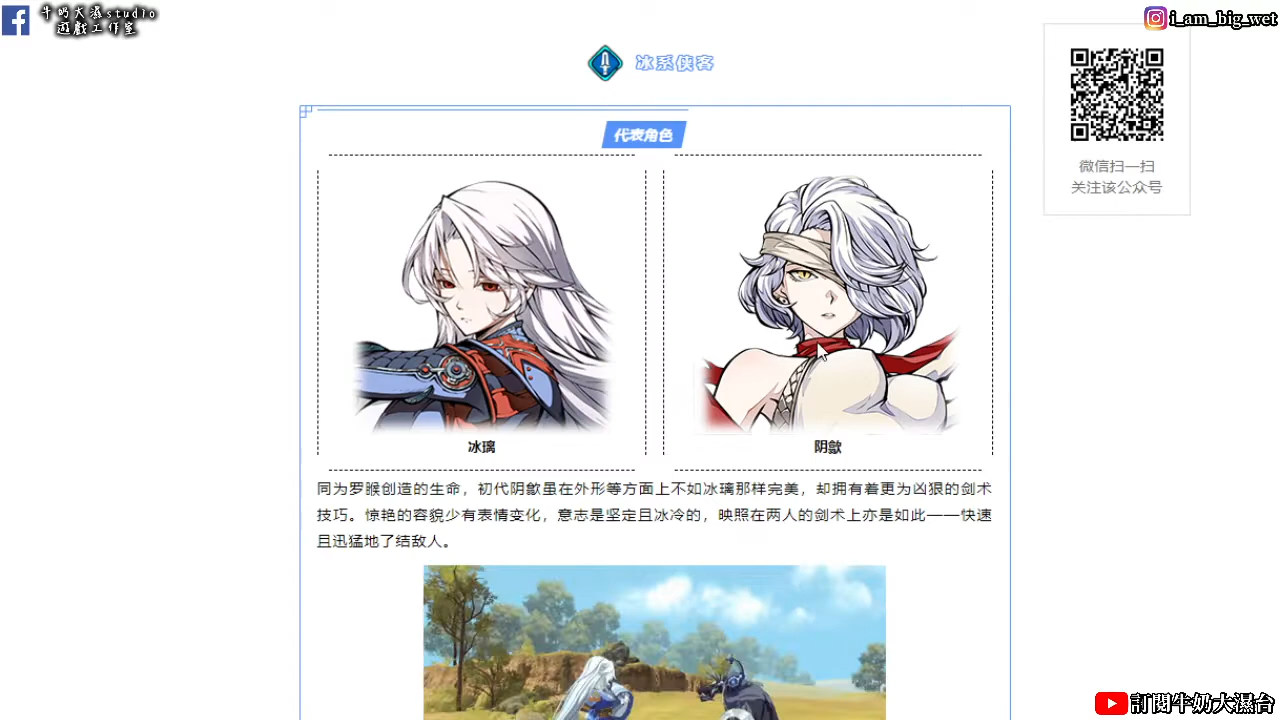 牛奶大濕studio
遊戲工作室
i_am_big_wet
冰系侠客
微信扫一扫
关注该公众号
代表角色
冰璃
阴歙
同为罗睺创造的生命，初代阴歙虽在外形等方面上不如冰璃那样完美，却拥有着更为凶狠的剑术
技巧。惊艳的容貌少有表情变化，意志是坚定且冰冷的，映照在两人的剑术上亦是如此——快速
且迅猛地了结敌人。
訂閱牛奶大濕台